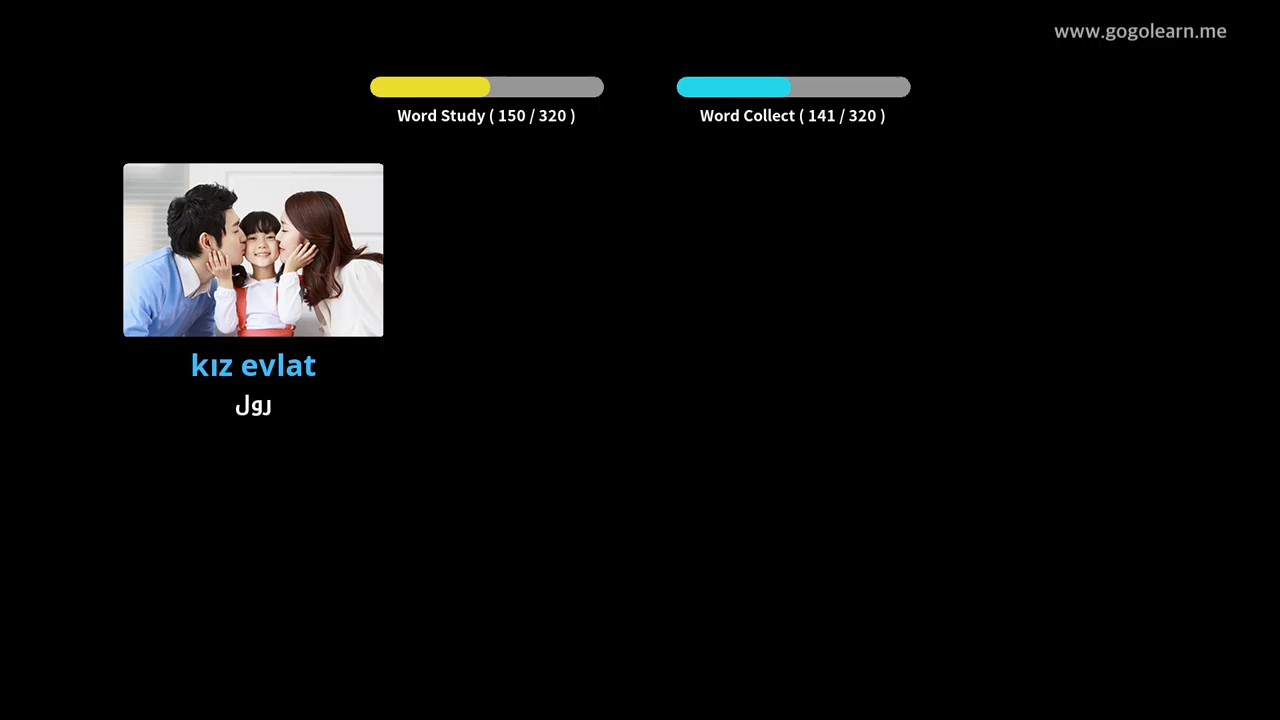 www.gogolearn.me
Word Study ( 150 / 320 )
Word Collect ( 141 / 320 )
kız evlat
رول